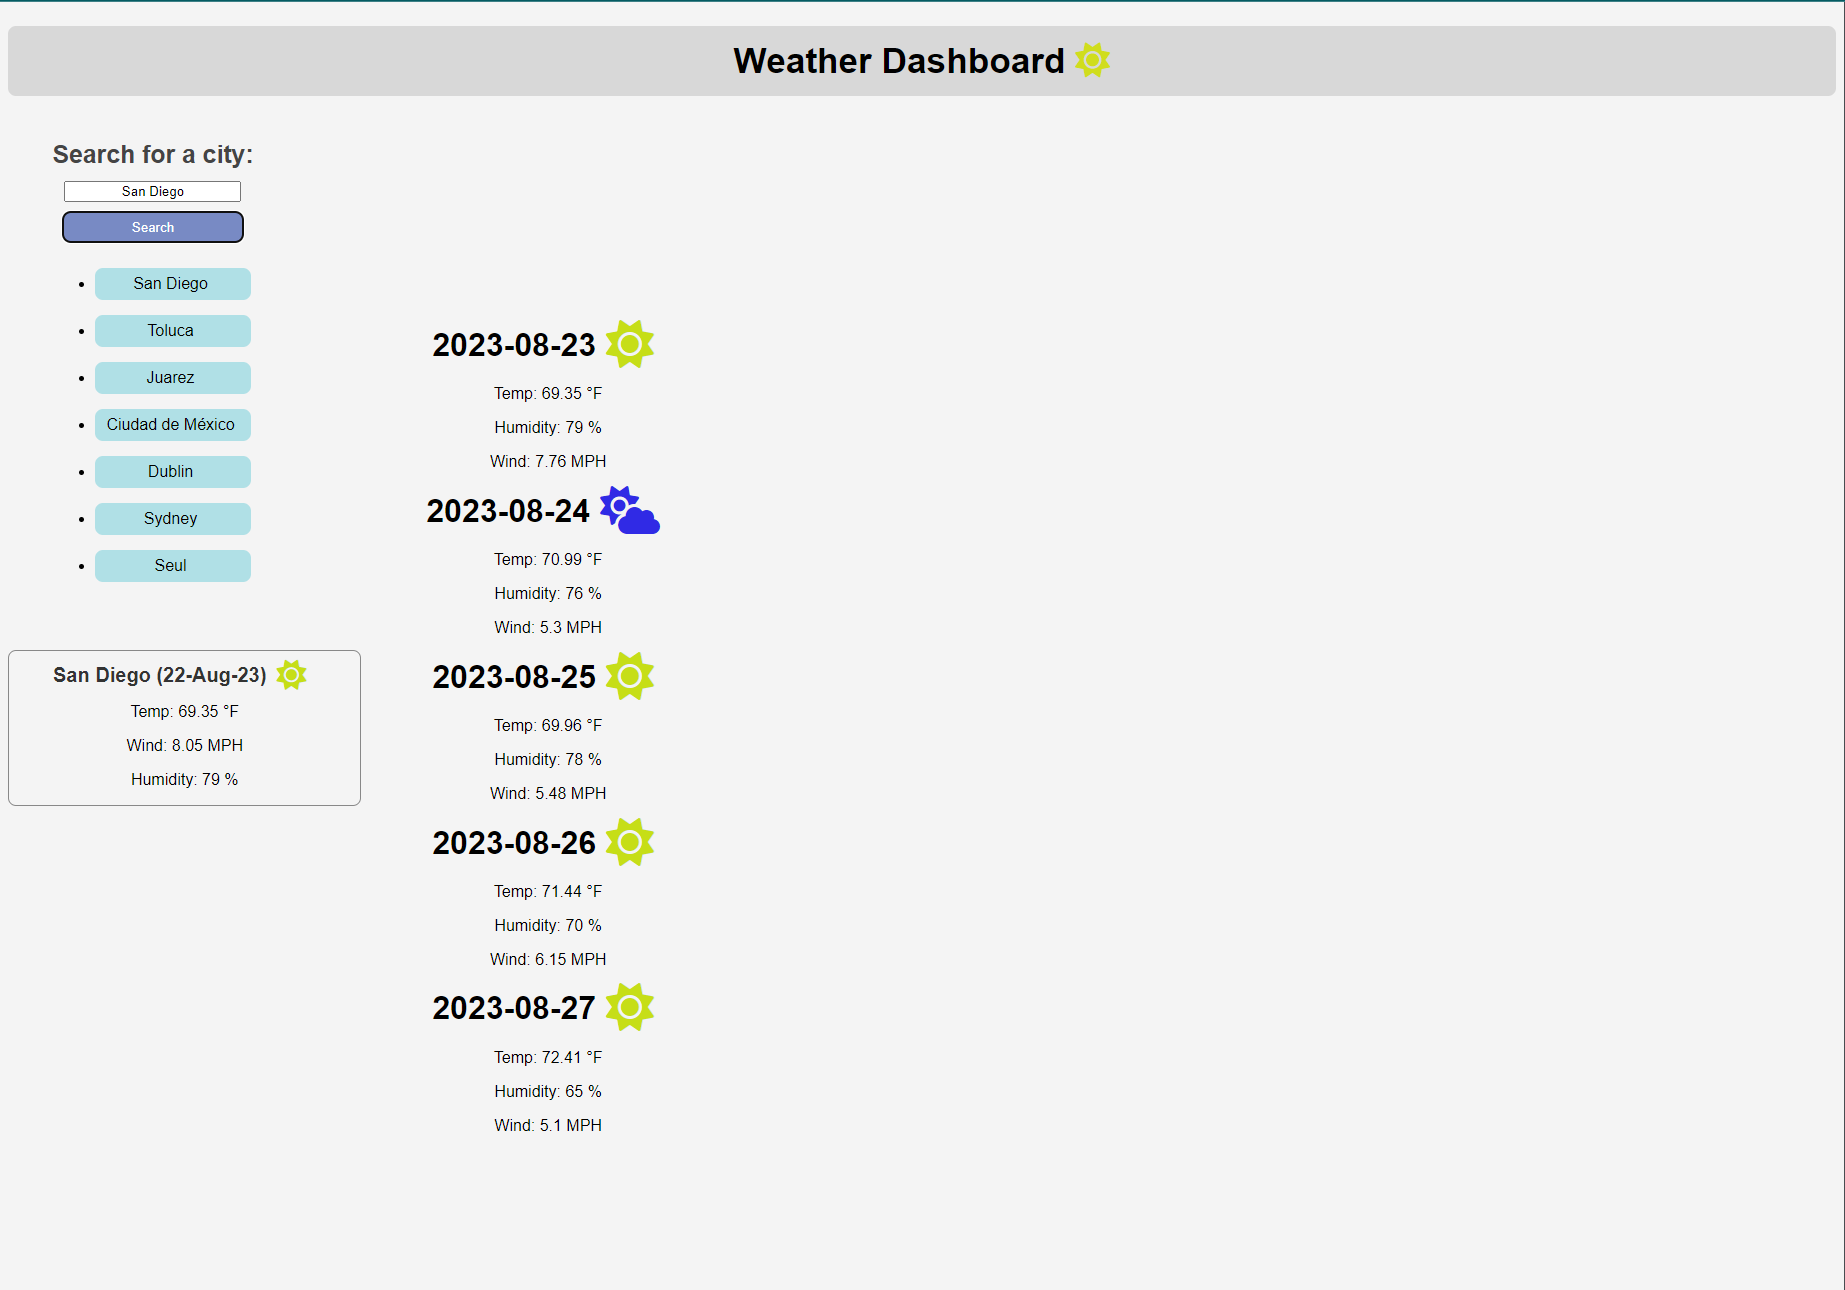 Weather Dashboard
Search for a city:
San Diego
Search
San Diego
Toluca
Juarez
Ciudad de México
Dublin
Sydney
Seul
San Diego (22-Aug-23)
Temp: 69.35 °F
Wind: 8.05 MPH
Humidity: 79 %
2023-08-23
Temp: 69.35 °F
Humidity: 79 %
Wind: 7.76 MPH
2023-08-24
Temp: 70.99 °F
Humidity: 76 %
Wind: 5.3 MPH
2023-08-25
Temp: 69.96 °F
Humidity: 78 %
Wind: 5.48 MPH
2023-08-26
Temp: 71.44 °F
Humidity: 70 %
Wind: 6.15 MPH
2023-08-27
Temp: 72.41 °F
Humidity: 65 %
Wind: 5.1 MPH